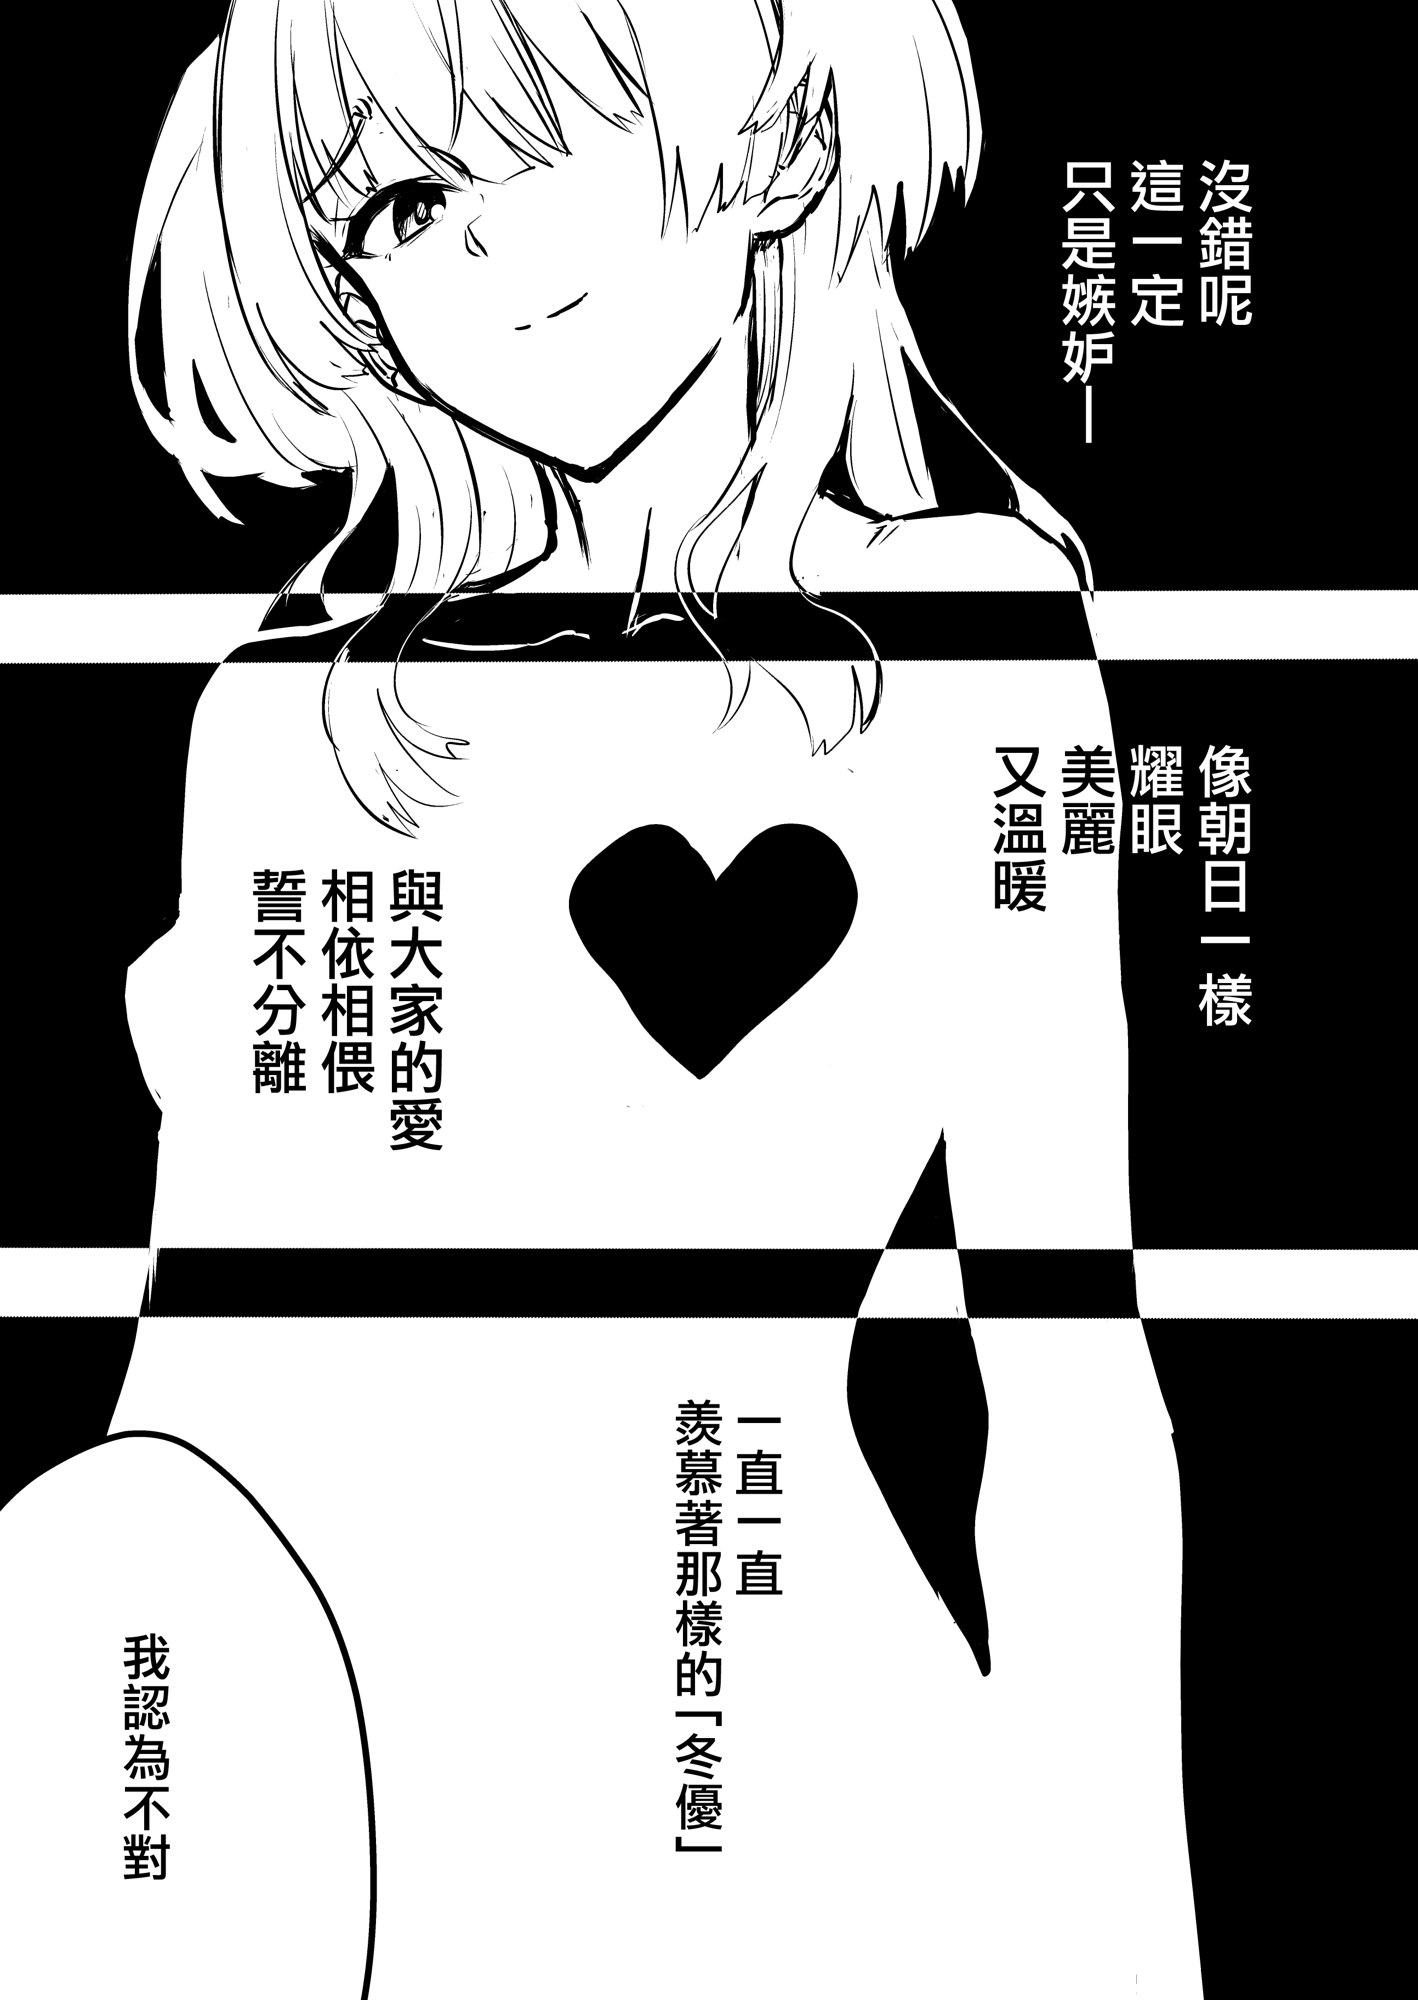 沒錯呢
這一定
只是嫉妒—
像朝日一樣
耀眼
美麗
又溫暖
與大家的愛
相依相偎
誓不分離
一直一直
羨慕著那樣的「冬優」
我認為不對